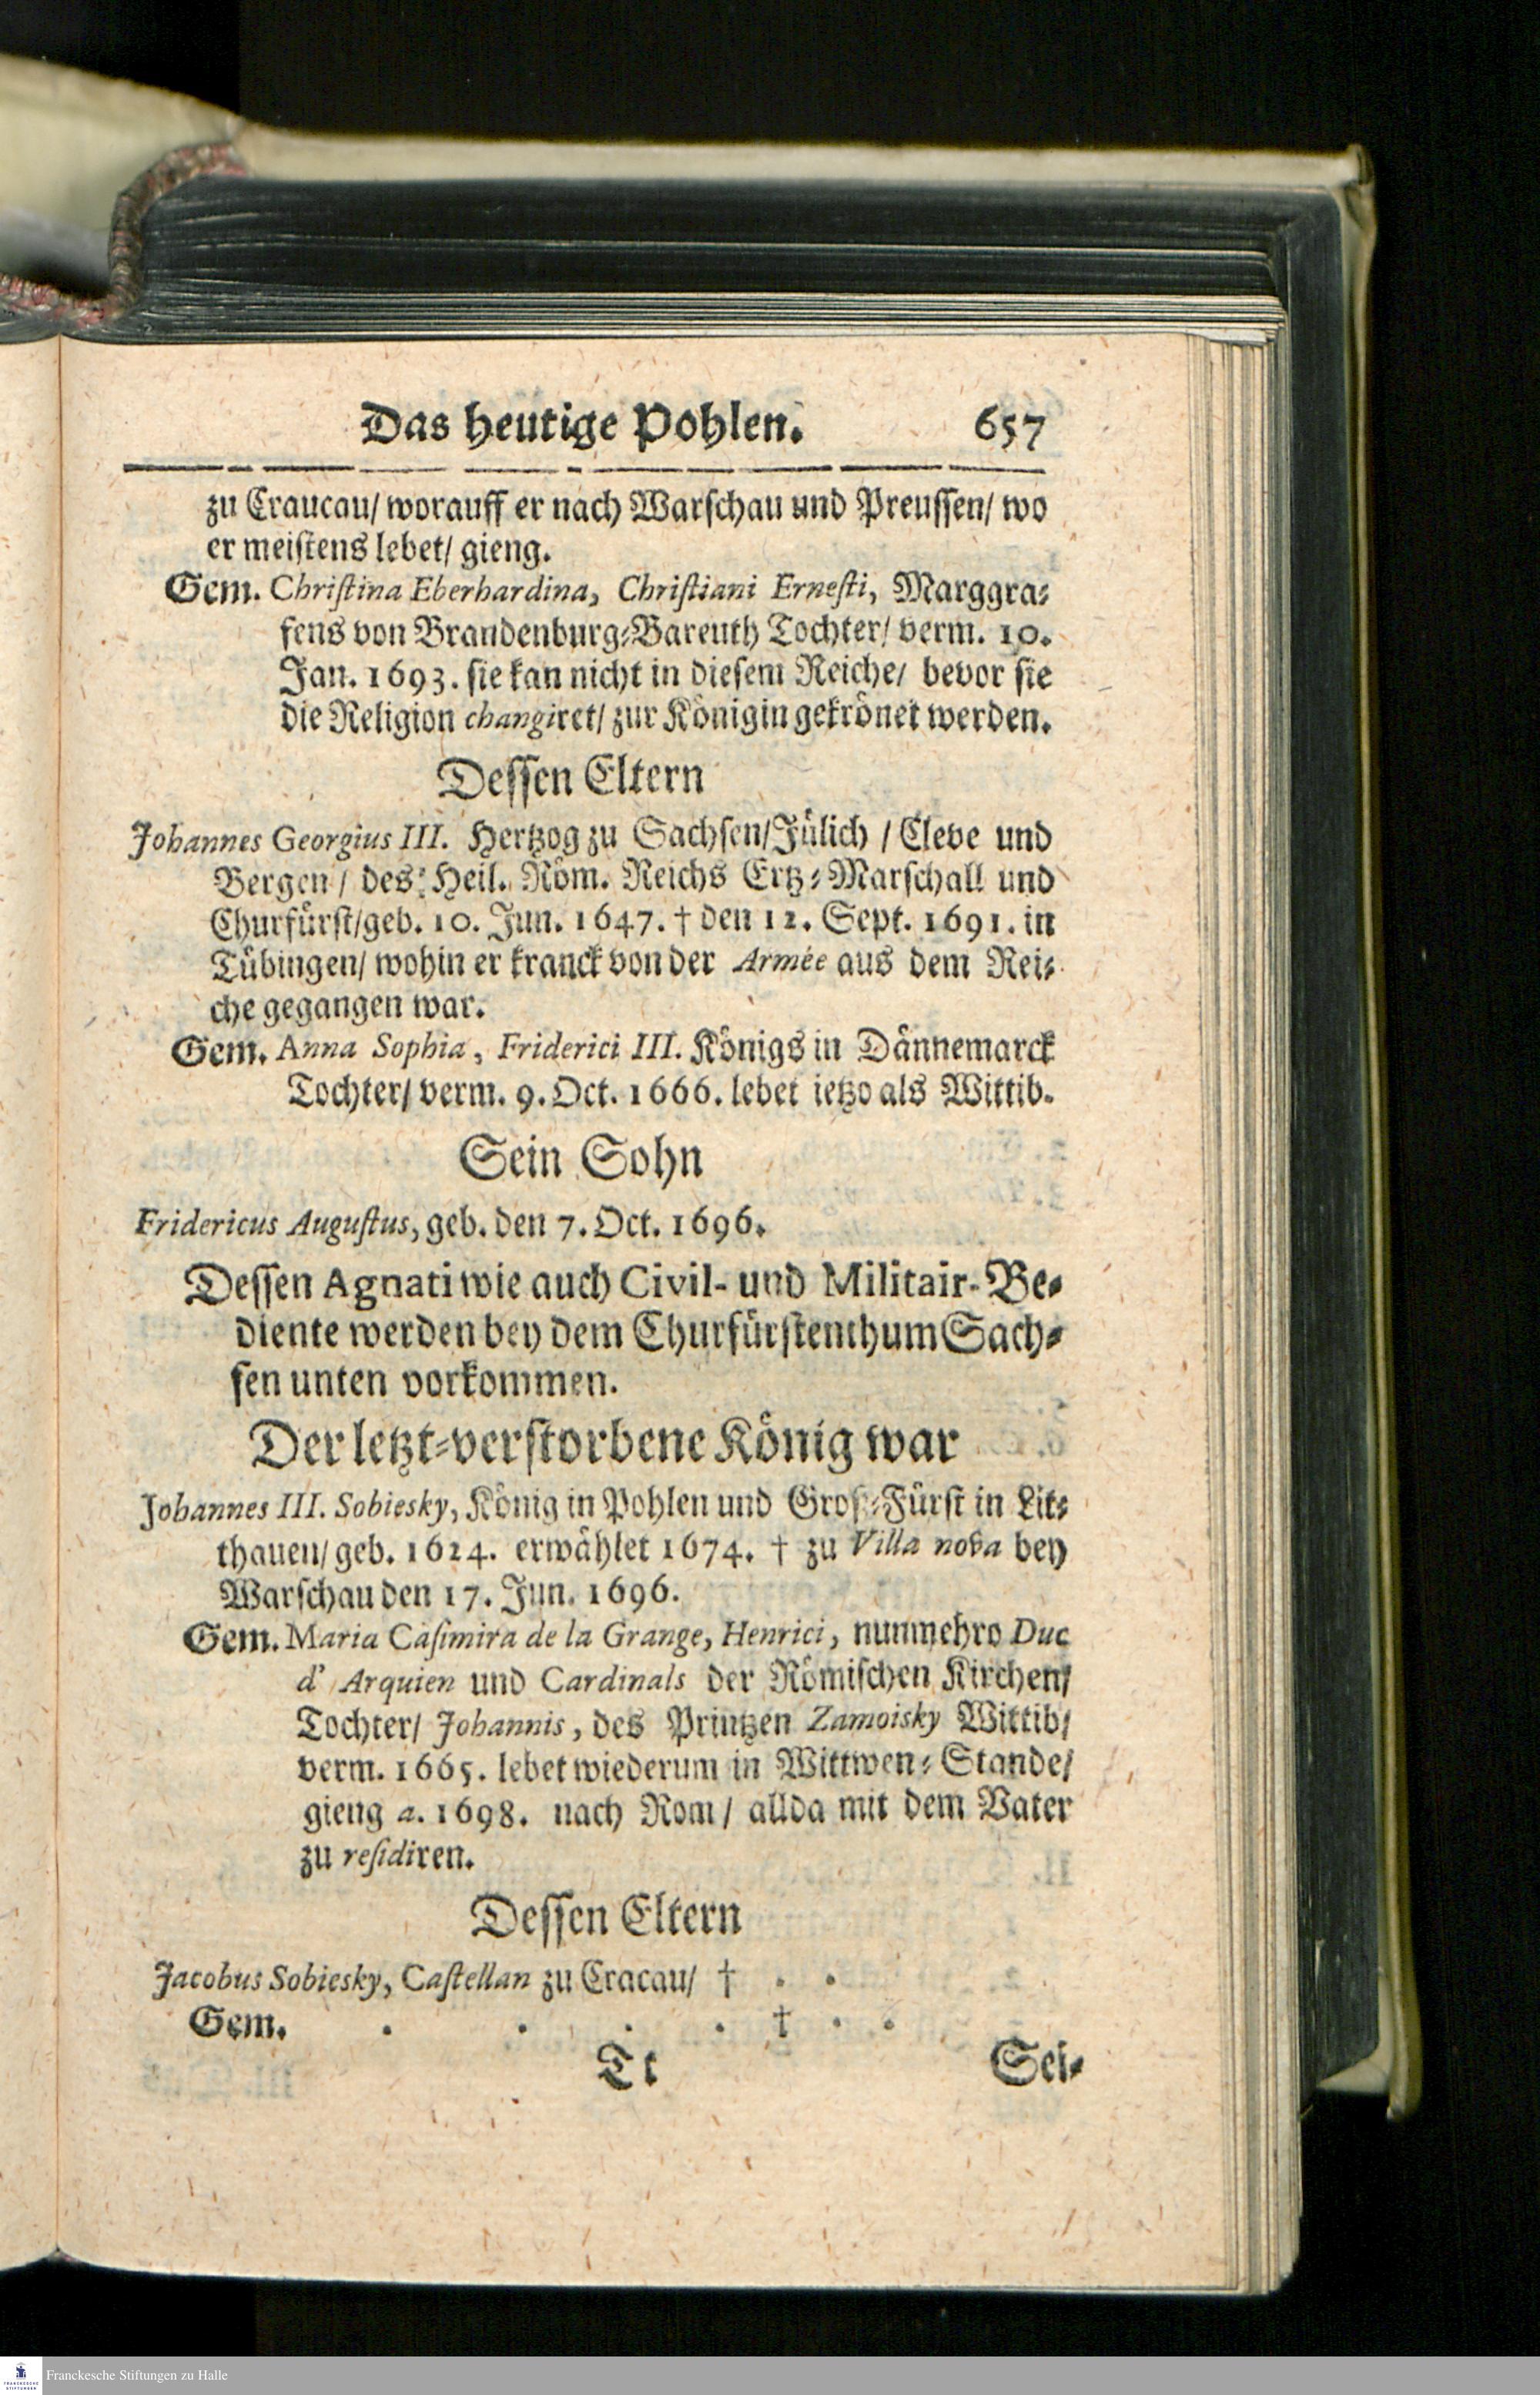 Das heutige Pohlen. 657
zu Craucau/ worauff er nach Warschau und Preussen/ wo
er meistens lebet/ gieng.
Gem. Christina Eberhardina, Christiani Ernesti, Marggra-
fens von Brandenburg-Bareuth Tochter/ verm. 10.
Jan. 1693. sie kan nicht in diesem Reiche/ bevor sie
die Religion changiret/ zur Königin gekrönet werden.
Dessen Eltern
Johannes Georgius III. Hertzog zu Sachsen/Jülich / Cleve und
Bergen / des Heil. Röm. Reichs Ertz-Marschall und
Churfürst/geb. 10. Jun. 1647. † den 12. Sept. 1691. in
Tübingen/ wohin er kranck von der Armée aus dem Rei-
che gegangen war.
Gem. Anna Sophia, Friderici III. Königs in Dännemarck
Tochter/ verm. 9. Oct. 1666. lebet ietzo als Wittib.
Sein Sohn
Fridericus Augustus, geb. den 7. Oct. 1696.
Dessen Agnati wie auch Civil- und Militair-Be-
diente werden bey dem Churfürstenthum Sach-
sen unten vorkommen.
Der letzt-verstorbene König war
Johannes III. Sobiesky, König in Pohlen und Gros-Fürst in Lit-
thauen/ geb. 1624. erwählet 1674. † zu Villa nova bey
Warschau den 17. Jun. 1696.
Gem. Maria Casimira de la Grange, Henrici, nunmehro Duc
d' Arquien und Cardinals der Römischen Kirchen/
Tochter/ Johannis, des Printzen Zamoisky Wittib/
verm. 1665. lebet wiederum in Wittwen-Stande/
gieng a. 1698. nach Rom / allda mit dem Vater
zu residiren.
Dessen Eltern
Jacobus Sobiesky, Castellan zu Cracau/ † . .
Gem. . . . . † . .
Tt Sei-
Franckesche Stiftungen zu Halle